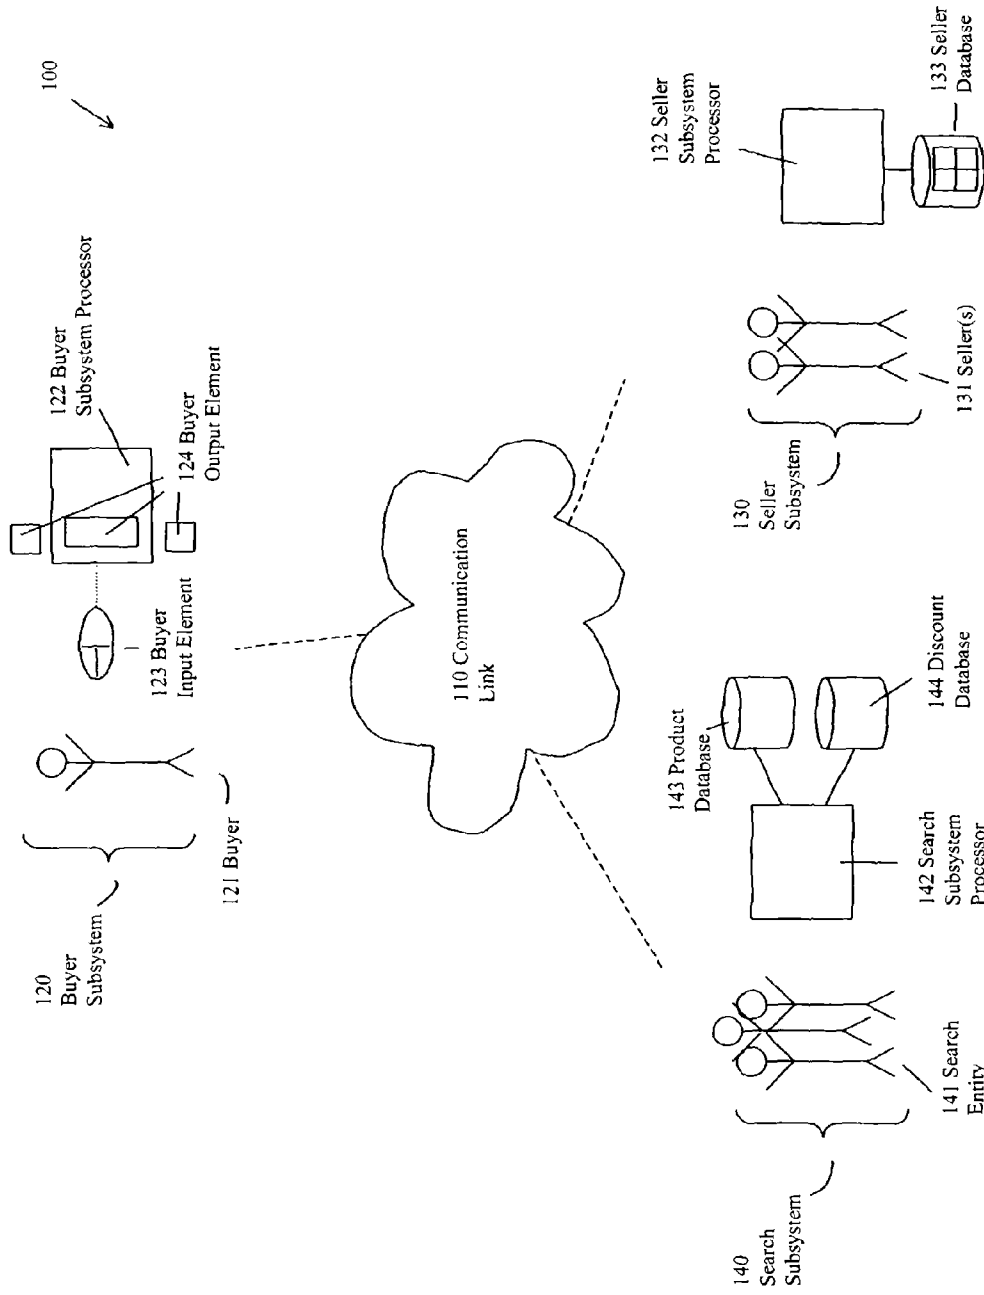 100
120
Buyer
Subsystem
121 Buyer
123 Buyer
Input Element
122 Buyer
Subsystem Processor
124 Buyer
Output Element
110 Communication
Link
140
Search
Subsystem
141 Search
Entity
142 Search
Subsystem
Processor
143 Product
Database
144 Discount
Database
130
Seller
Subsystem
131 Seller(s)
132 Seller
Subsystem
Processor
133 Seller
Database